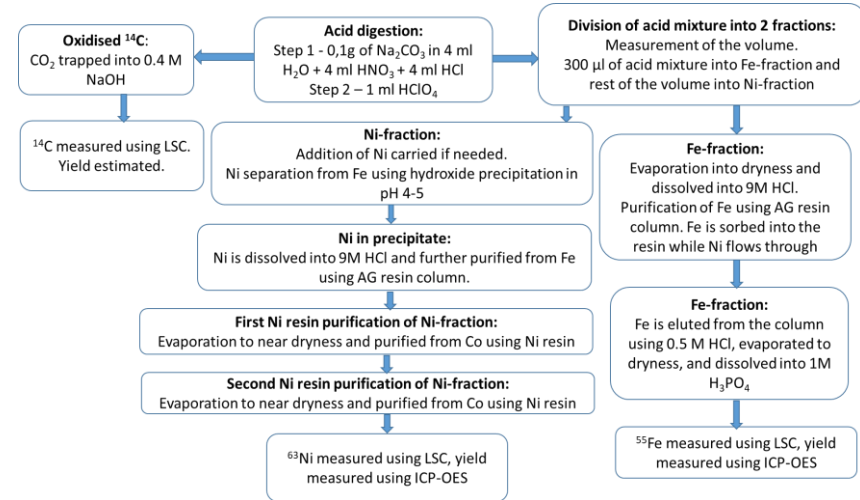 Oxidised ¹⁴C:
CO₂ trapped into 0.4 M
NaOH
Acid digestion:
Step 1 - 0,1g of Na₂CO₃ in 4 ml
H₂O + 4 ml HNO₃ + 4 ml HCl
Step 2 – 1 ml HClO₄
Division of acid mixture into 2 fractions:
Measurement of the volume.
300 µl of acid mixture into Fe-fraction and
rest of the volume into Ni-fraction
¹⁴C measured using LSC.
Yield estimated.
Ni-fraction:
Addition of Ni carried if needed.
Ni separation from Fe using hydroxide precipitation in
pH 4-5
Fe-fraction:
Evaporation into dryness and
dissolved into 9M HCl.
Purification of Fe using AG resin
column. Fe is sorbed into the
resin while Ni flows through
Ni in precipitate:
Ni is dissolved into 9M HCl and further purified from Fe
using AG resin column.
First Ni resin purification of Ni-fraction:
Evaporation to near dryness and purified from Co using Ni resin
Fe-fraction:
Fe is eluted from the column
using 0.5 M HCl, evaporated to
dryness, and dissolved into 1M
H₃PO₄
Second Ni resin purification of Ni-fraction:
Evaporation to near dryness and purified from Co using Ni resin
⁶³Ni measured using LSC, yield
measured using ICP-OES
⁵⁵Fe measured using LSC, yield
measured using ICP-OES